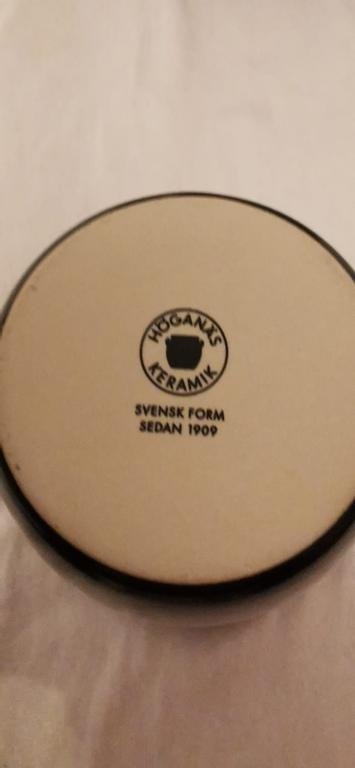 HÖGANÄS
KERAMIK
SVENSK FORM
SEDAN 1909